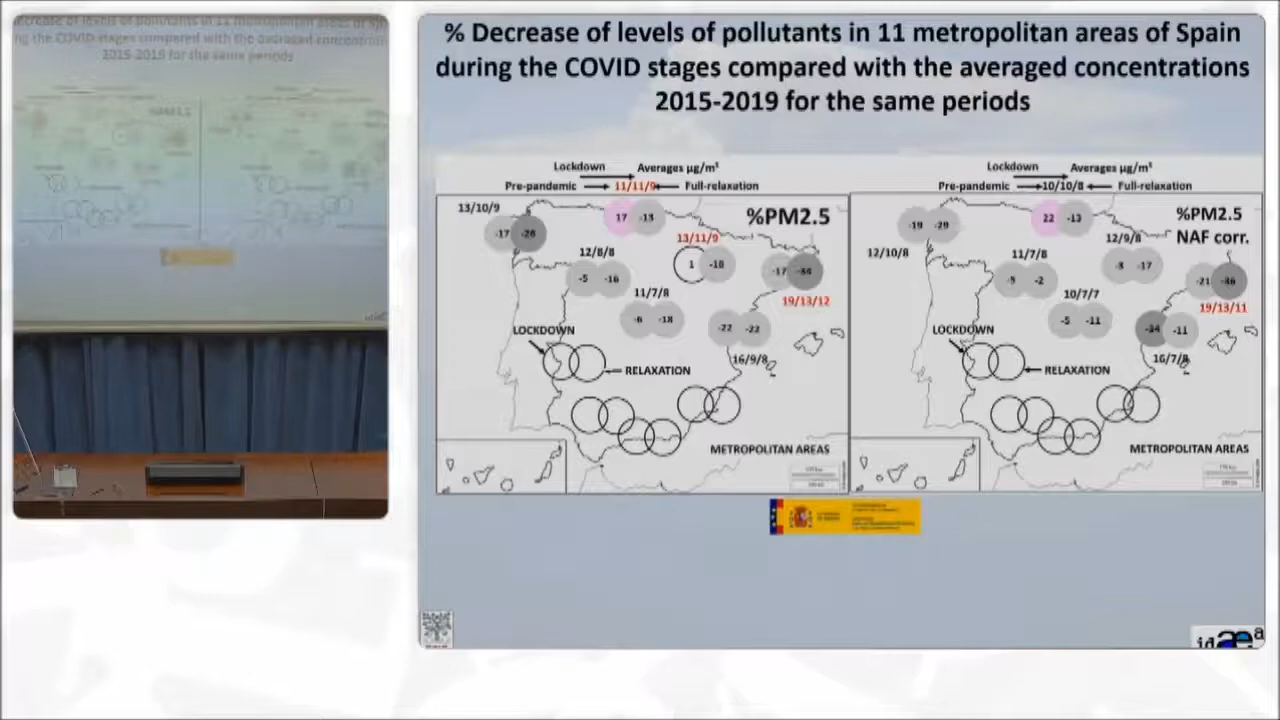 % Decrease of levels of pollutants in 11 metropolitan areas of Spain
during the COVID stages compared with the averaged concentrations
2015-2019 for the same periods
Lockdown Averages µg/m³
Pre-pandemic 11/11/9 Full-relaxation
13/10/9
-17
17 -13
%PM2.5
13/11/9
12/8/8
1 -18
-17
-5 -16
19/13/12
11/7/8
-6 -18
-22 -22
LOCKDOWN
16/9/8
RELAXATION
METROPOLITAN AREAS
Lockdown Averages µg/m³
Pre-pandemic 10/10/8 Full-relaxation
-19 -29
22 -13
%PM2.5
NAF corr.
12/10/8
12/9/8
11/7/8
-17
-2
-21
10/7/7
19/13/11
-5 -11
-11
LOCKDOWN
16/7/8
RELAXATION
METROPOLITAN AREAS
idæa